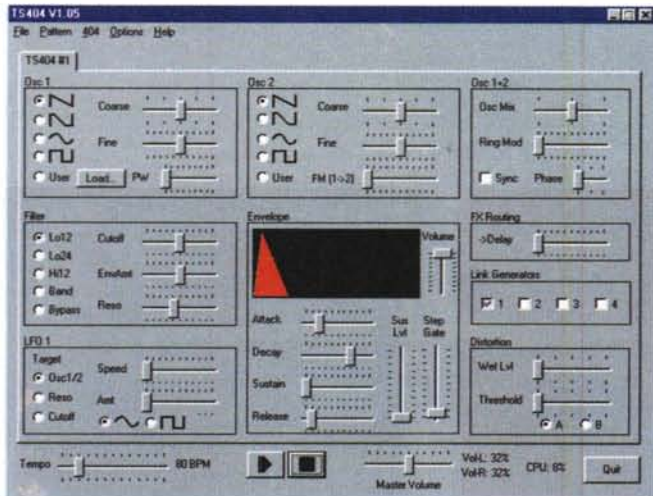 TS404 V1.05
File Pattern 404 Options Help
TS404 #1
Osc 1
Coarse
Fine
User Load... PW
Osc 2
Coarse
Fine
User FM (1->2)
Osc 1+2
Osc Mix
Ring Mod
Sync Phase
Filter
Lo12 Cutoff
Lo24
Hi12 EnvAmt
Band
Bypass Reso
Envelope
Volume
Attack
Decay
Sustain
Release
Sus Step
Lvl Gate
FX Routing
->Delay
Link Generators
1 2 3 4
LFO 1
Target
Osc1/2 Speed
Reso Amt
Cutoff
Distortion
Wet Lvl
Threshold
A B
Tempo 80 BPM
Master Volume
Vol-L: 32%
Vol-R: 32%
CPU: 8%
Quit